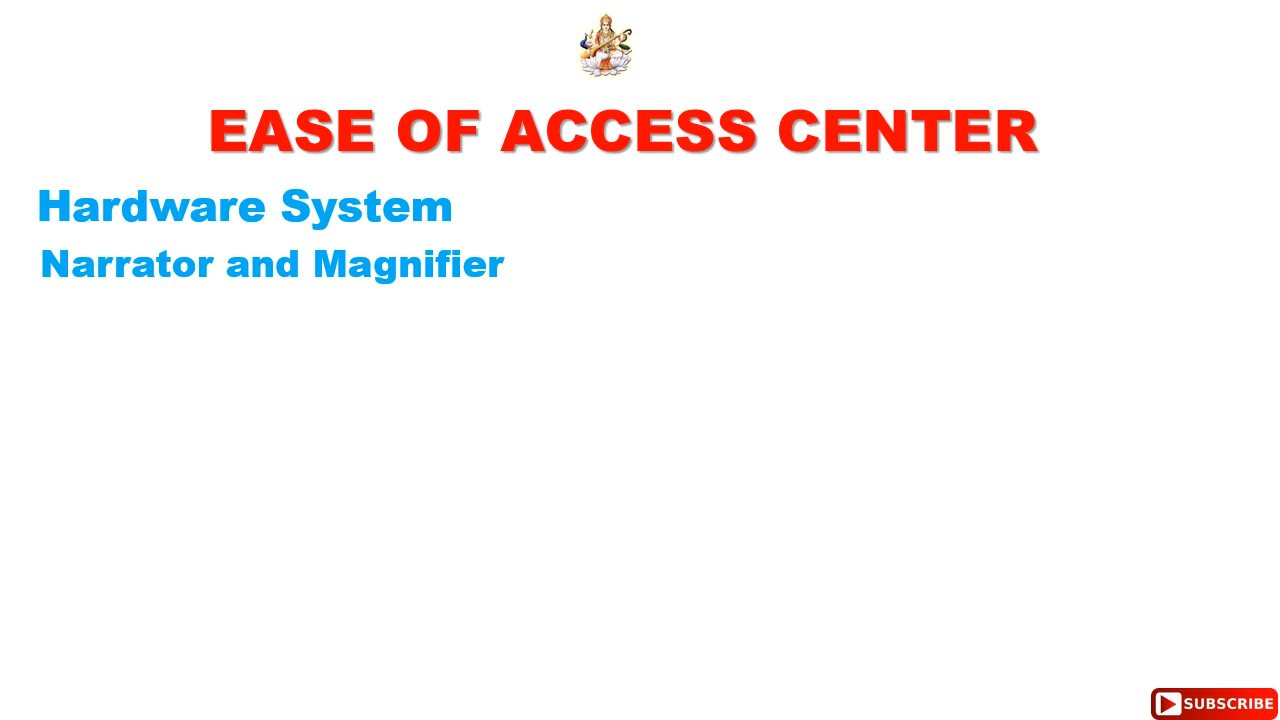 EASE OF ACCESS CENTER
Hardware System
Narrator and Magnifier
SUBSCRIBE